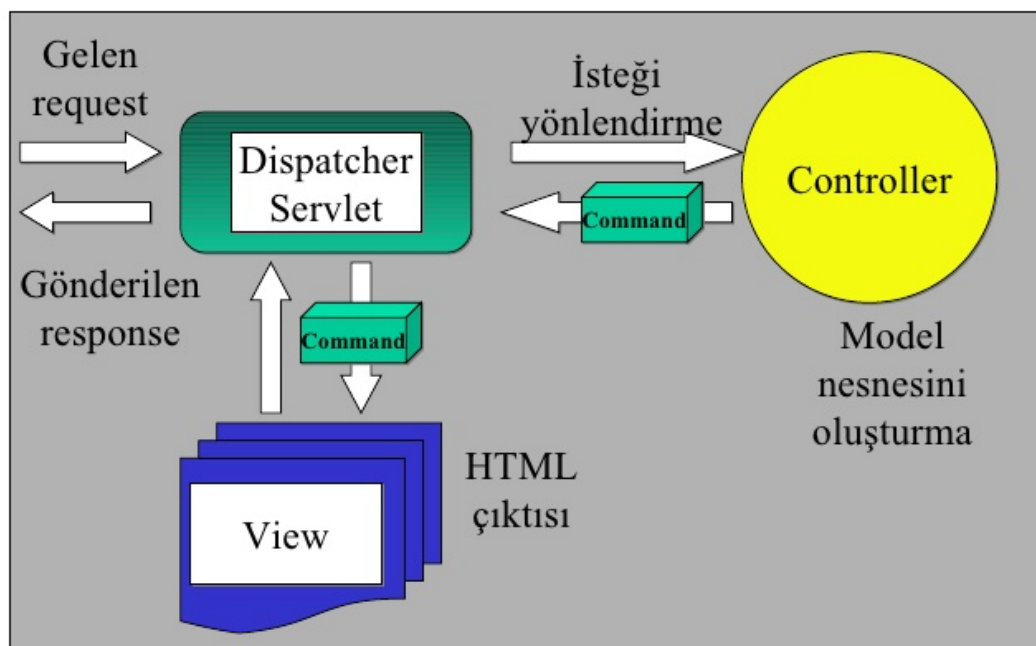 Gelen
request
Dispatcher
Servlet
İsteği
yönlendirme
Controller
Command
Gönderilen
response
Command
Model
nesnesini
oluşturma
HTML
çıktısı
View